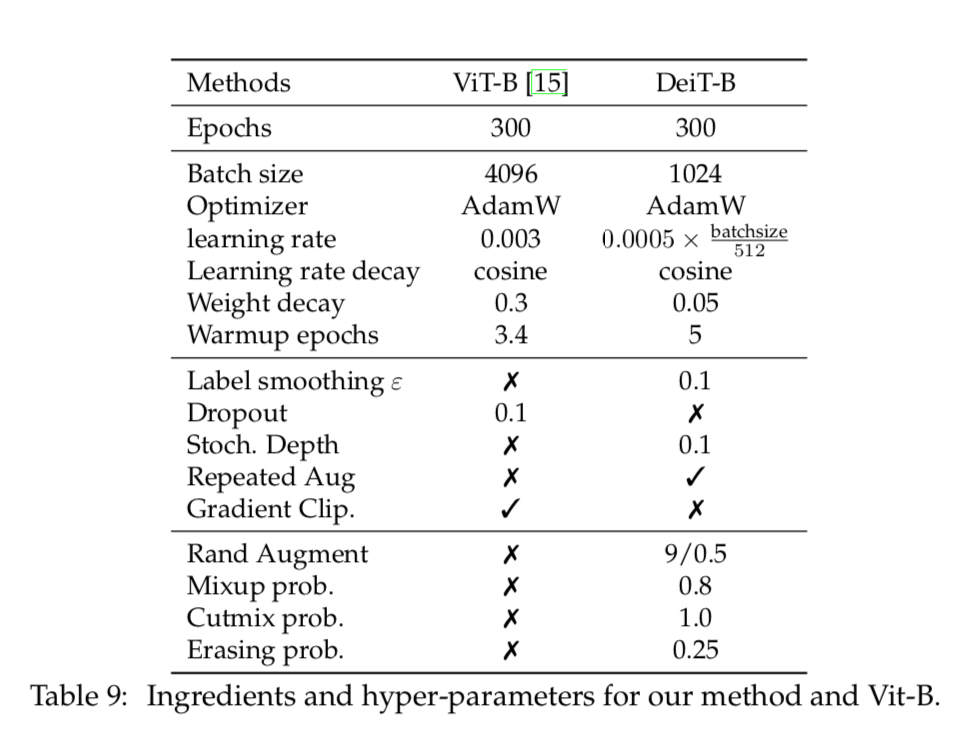 Methods ViT-B [15] DeiT-B
Epochs 300 300
Batch size 4096 1024
Optimizer AdamW AdamW
learning rate 0.003 0.0005 × batchsize/512
Learning rate decay cosine cosine
Weight decay 0.3 0.05
Warmup epochs 3.4 5
Label smoothing ε ✗ 0.1
Dropout 0.1 ✗
Stoch. Depth ✗ 0.1
Repeated Aug ✗ ✓
Gradient Clip. ✓ ✗
Rand Augment ✗ 9/0.5
Mixup prob. ✗ 0.8
Cutmix prob. ✗ 1.0
Erasing prob. ✗ 0.25
Table 9: Ingredients and hyper-parameters for our method and Vit-B.